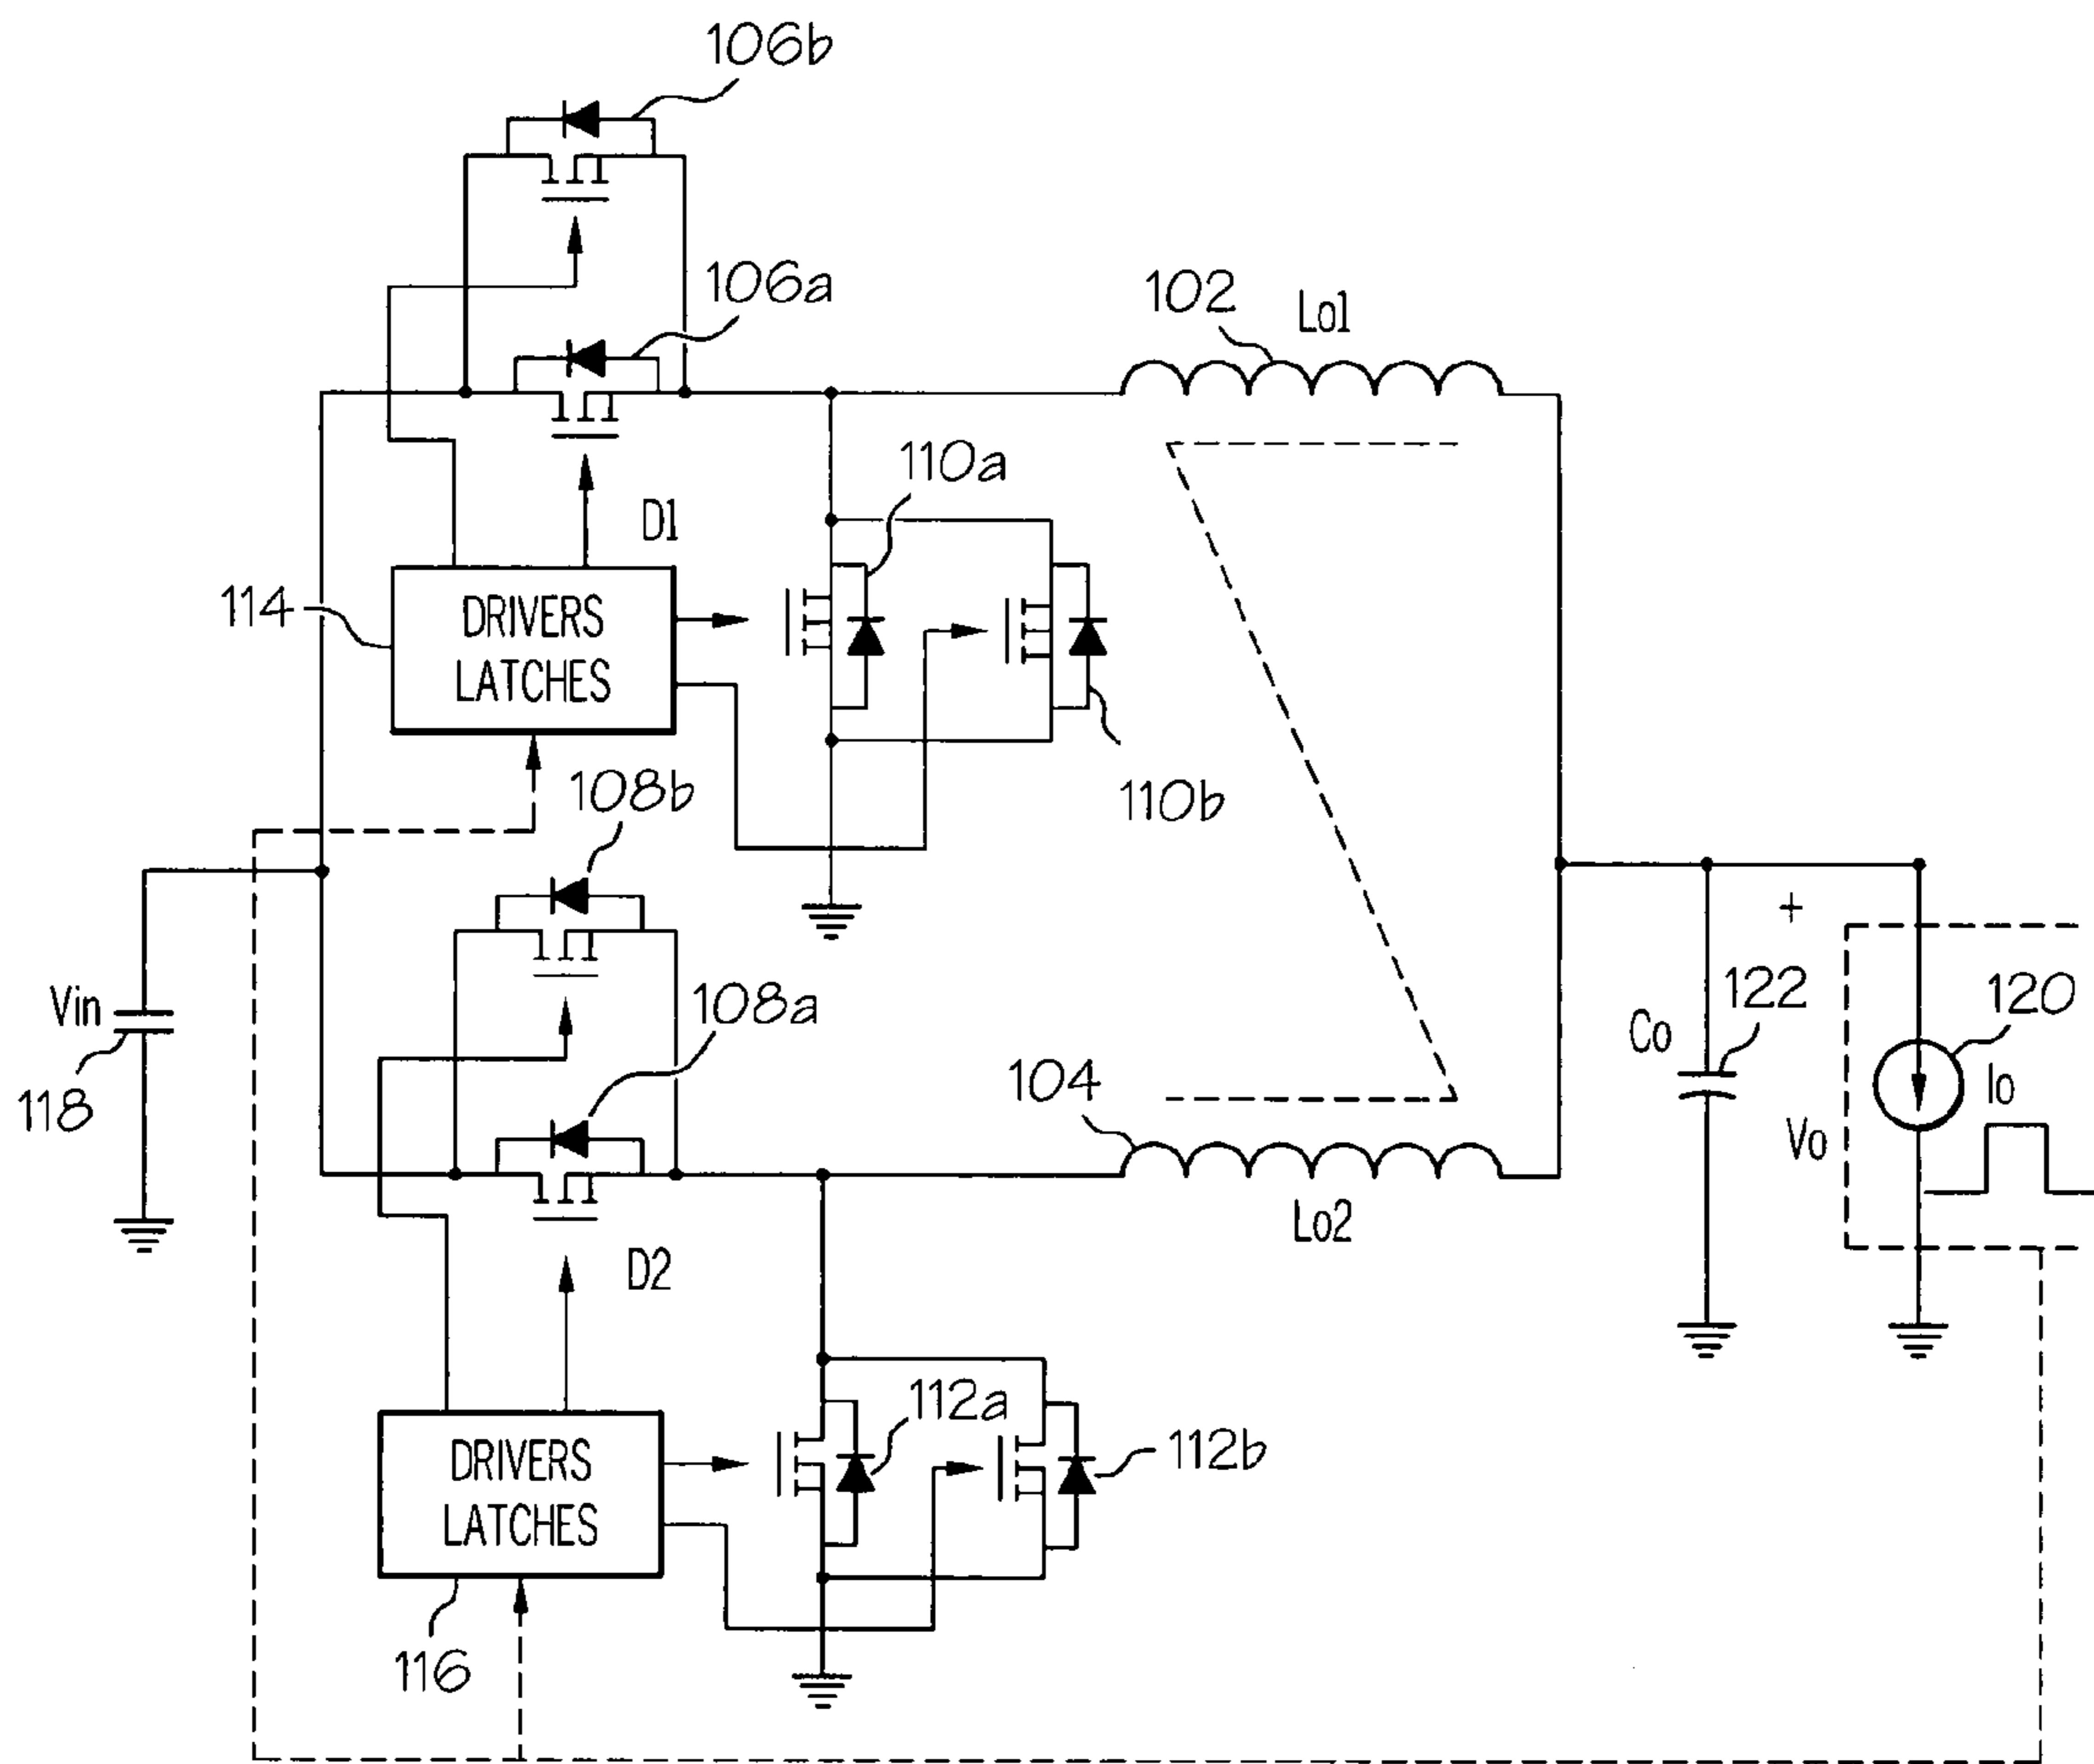 106b
106a
102
Lo1
110a
D1
114
DRIVERS
LATCHES
108b
110b
+
Vin
108a
122
120
Co
118
104
Io
Vo
Lo2
D2
112a
112b
DRIVERS
LATCHES
116